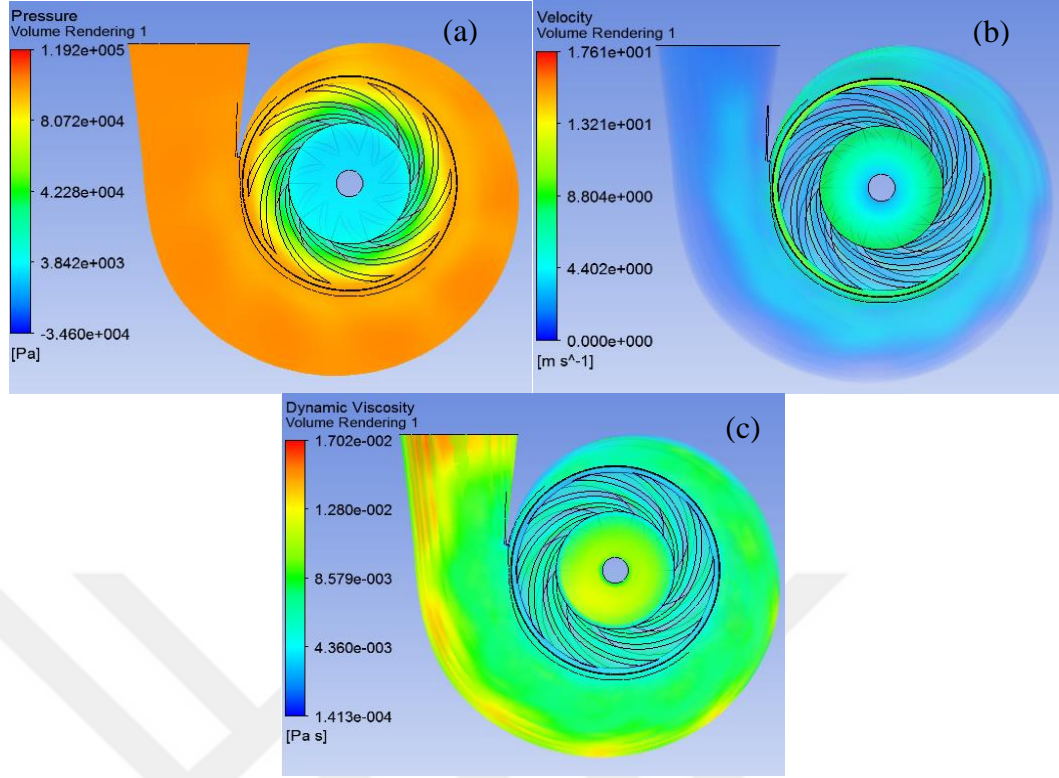 Pressure
Volume Rendering 1
(a)
1.192e+005
8.072e+004
4.228e+004
3.842e+003
-3.460e+004
[Pa]
Velocity
Volume Rendering 1
(b)
1.761e+001
1.321e+001
8.804e+000
4.402e+000
0.000e+000
[m s^-1]
Dynamic Viscosity
Volume Rendering 1
(c)
1.702e-002
1.280e-002
8.579e-003
4.360e-003
1.413e-004
[Pa s]